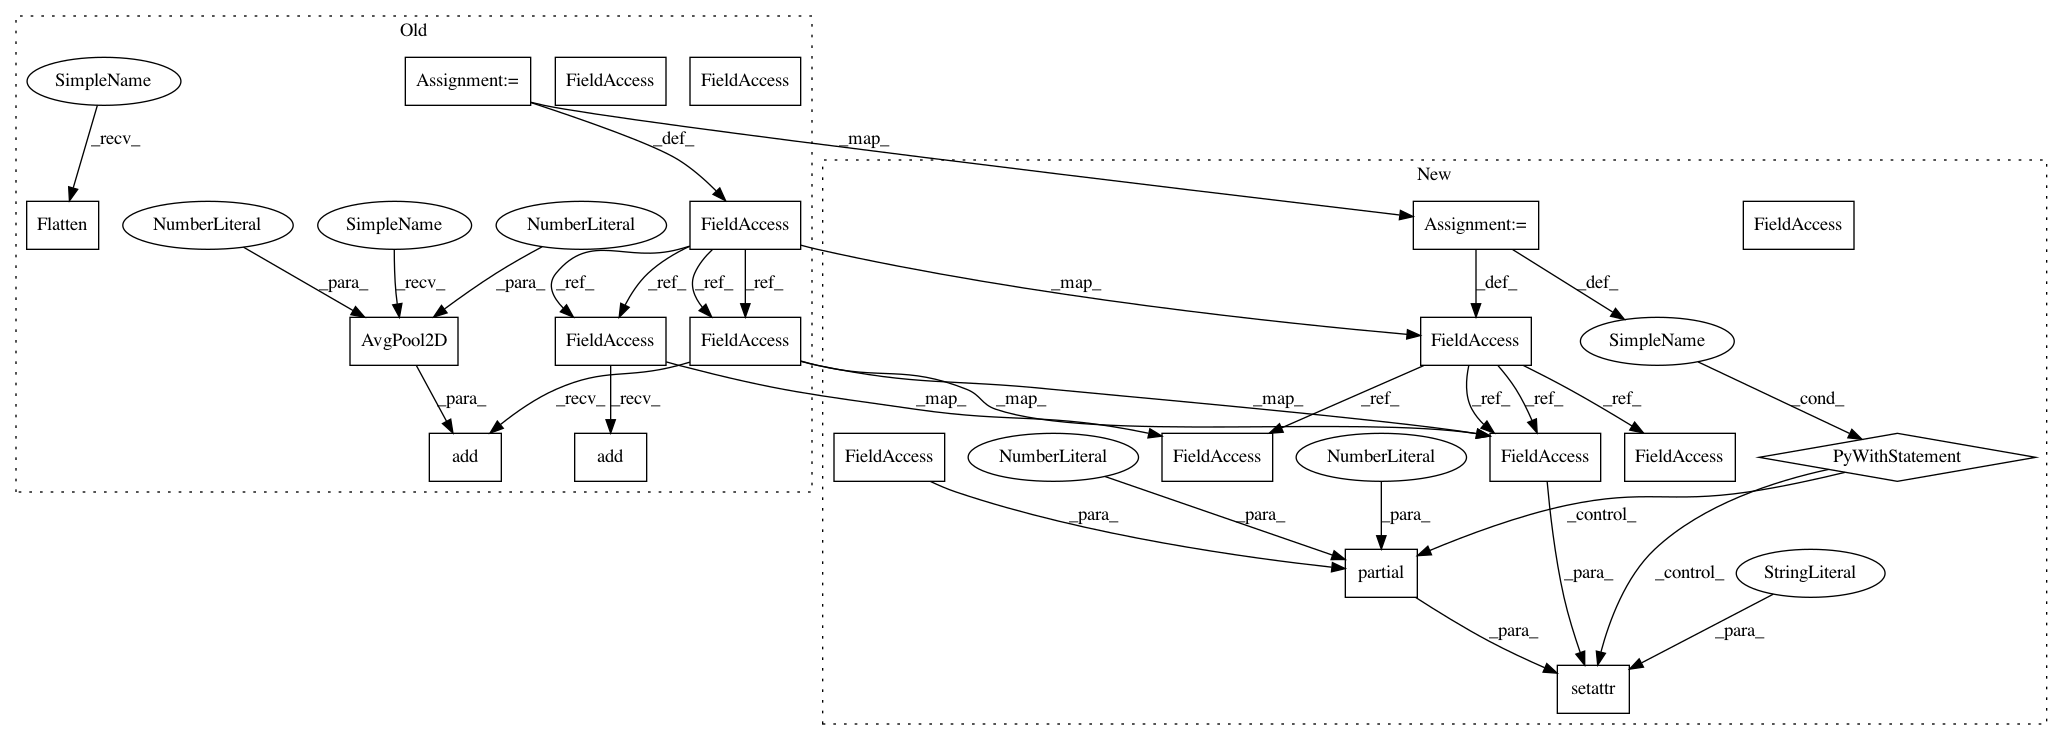 Old
SimpleName
Assignment:=
FieldAccess
FieldAccess
_recv_
_def_
_map_
New
Flatten
NumberLiteral
SimpleName
NumberLiteral
FieldAccess
Assignment:=
FieldAccess
_para_
_recv_
_para_
_ref_
_ref_
_ref_
_ref_
_map_
_def_
_def_
AvgPool2D
FieldAccess
FieldAccess
FieldAccess
SimpleName
_para_
_recv_
_recv_
_map_
_map_
_map_
_ref_
_ref_
_ref_
_ref_
_cond_
add
add
FieldAccess
NumberLiteral
FieldAccess
NumberLiteral
FieldAccess
FieldAccess
PyWithStatement
_para_
_para_
_para_
_control_
partial
_para_
_control_
StringLiteral
_para_
_para_
setattr